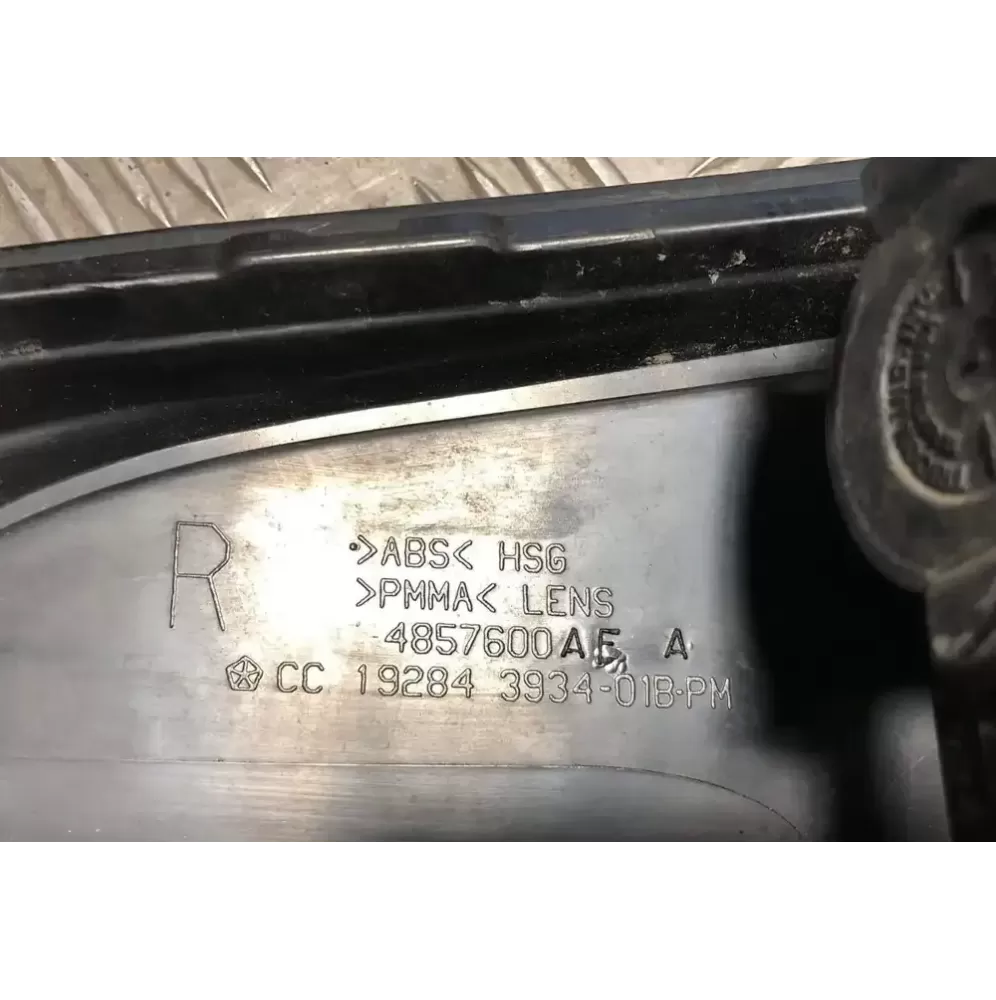 R
>ABS< HSG
>PMMA< LENS
4857600AE A
CC 19284 3934-01B-PM